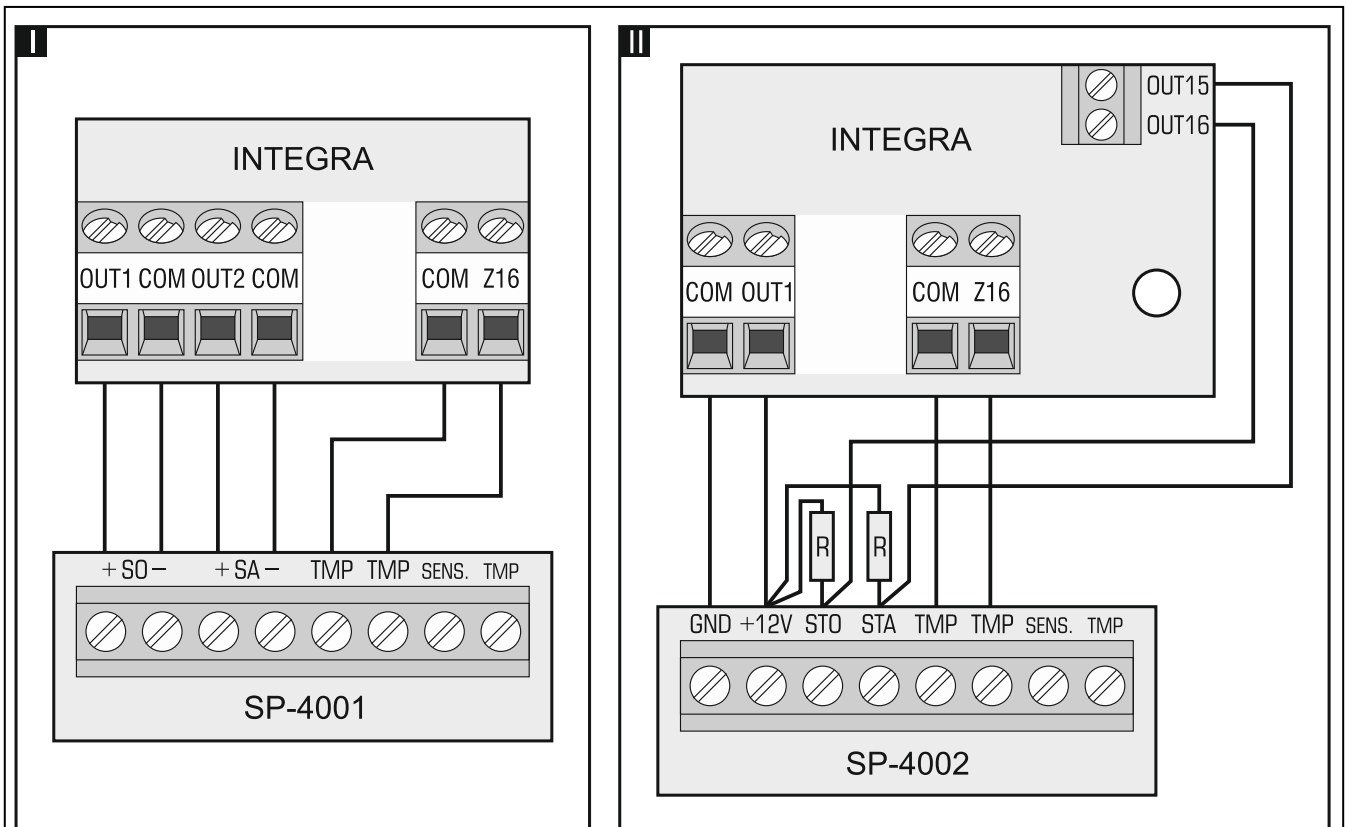 I
INTEGRA
OUT1 COM OUT2 COM COM Z16
+ SO − + SA − TMP TMP SENS. TMP
SP-4001
II
OUT15
OUT16
INTEGRA
COM OUT1 COM Z16
R R
GND +12V STO STA TMP TMP SENS. TMP
SP-4002